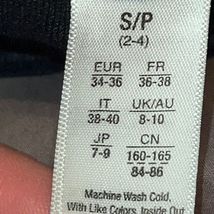 S/P
(2-4)
EUR FR
34-36 36-38
IT UK/AU
38-40 8-10
JP CN
7-9 160-165
84-86
Machine Wash Cold,
With Like Colors, Inside Out